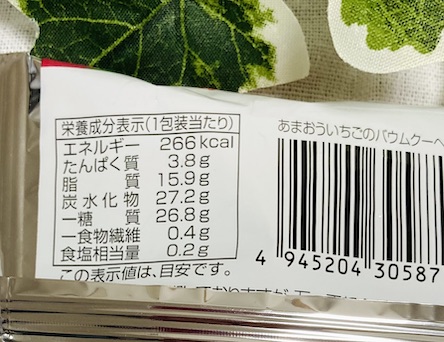 栄養成分表示(1包装当たり)
エネルギー 266kcal
たんぱく質 3.8g
脂質 15.9g
炭水化物 27.2g
ー糖質 26.8g
ー食物繊維 0.4g
食塩相当量 0.2g
この表示値は、目安です。
あまおういちごのバウムクーヘ
4 945204 30587